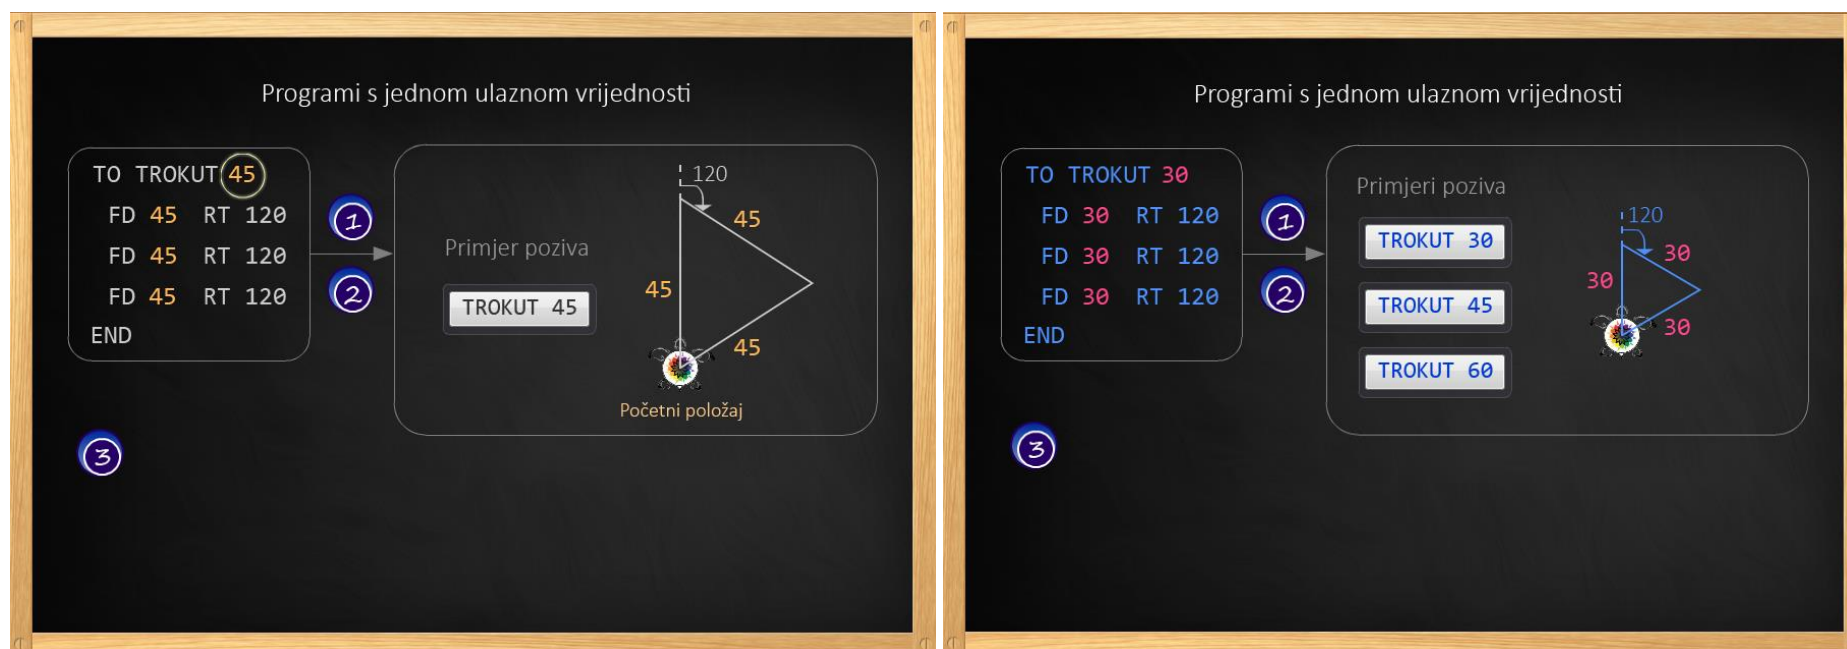 Programi s jednom ulaznom vrijednosti
TO TROKUT 45
FD 45 RT 120
FD 45 RT 120
FD 45 RT 120
END
1
2
3
Primjer poziva
TROKUT 45
120
45
45
45
Početni položaj
Programi s jednom ulaznom vrijednosti
TO TROKUT 30
FD 30 RT 120
FD 30 RT 120
FD 30 RT 120
END
1
2
3
Primjeri poziva
TROKUT 30
TROKUT 45
TROKUT 60
120
30
30
30